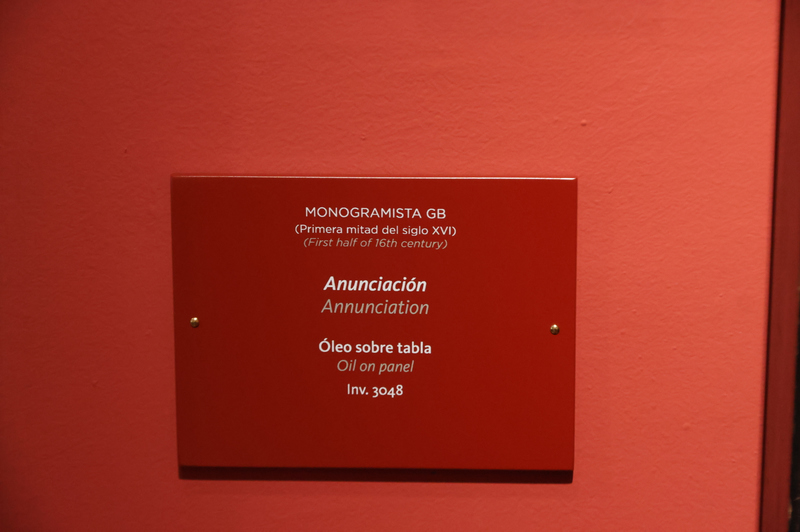 MONOGRAMISTA GB
(Primera mitad del siglo XVI)
(First half of 16th century)
Anunciación
Annunciation
Óleo sobre tabla
Oil on panel
Inv. 3048